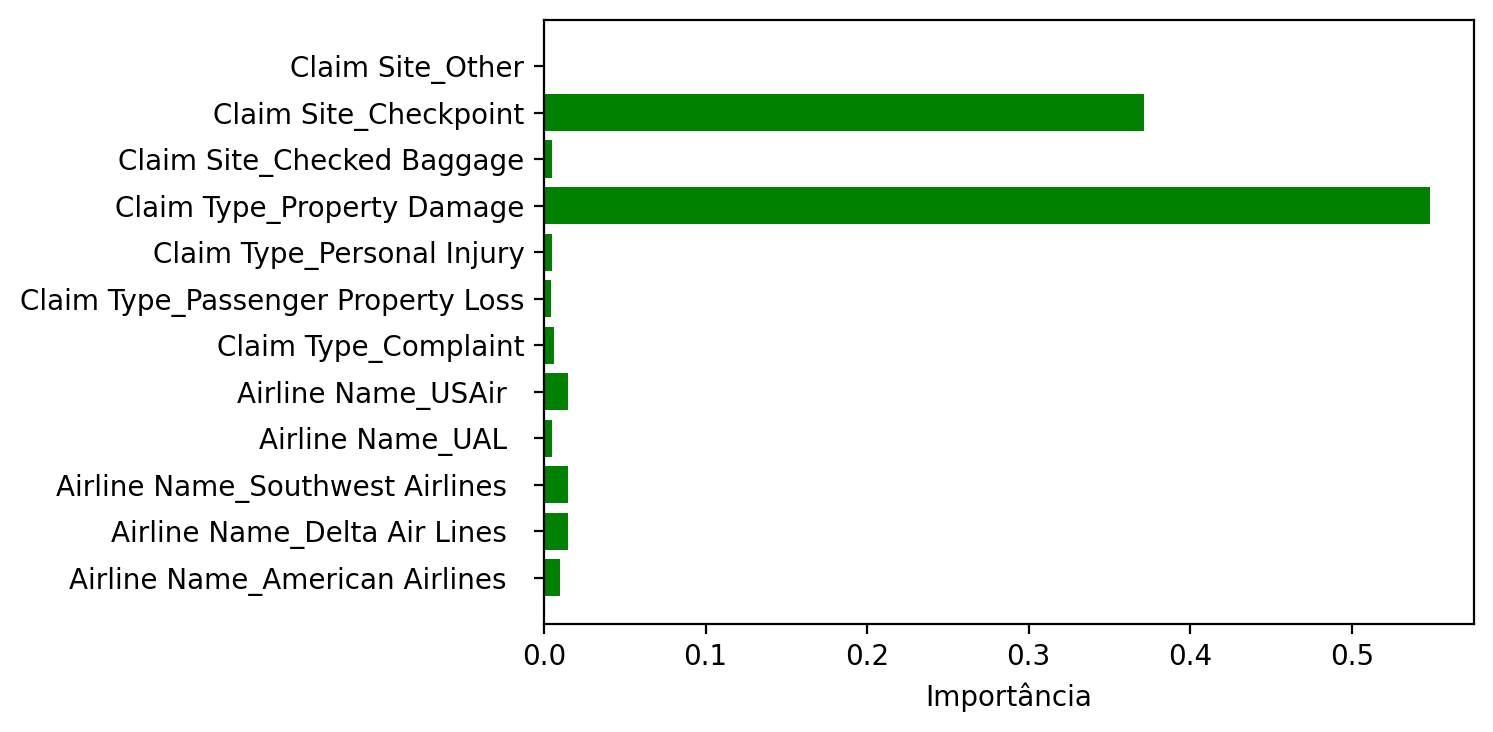 Claim Site_Other
Claim Site_Checkpoint
Claim Site_Checked Baggage
Claim Type_Property Damage
Claim Type_Personal Injury
Claim Type_Passenger Property Loss
Claim Type_Complaint
Airline Name_USAir
Airline Name_UAL
Airline Name_Southwest Airlines
Airline Name_Delta Air Lines
Airline Name_American Airlines
0.0 0.1 0.2 0.3 0.4 0.5
Importância